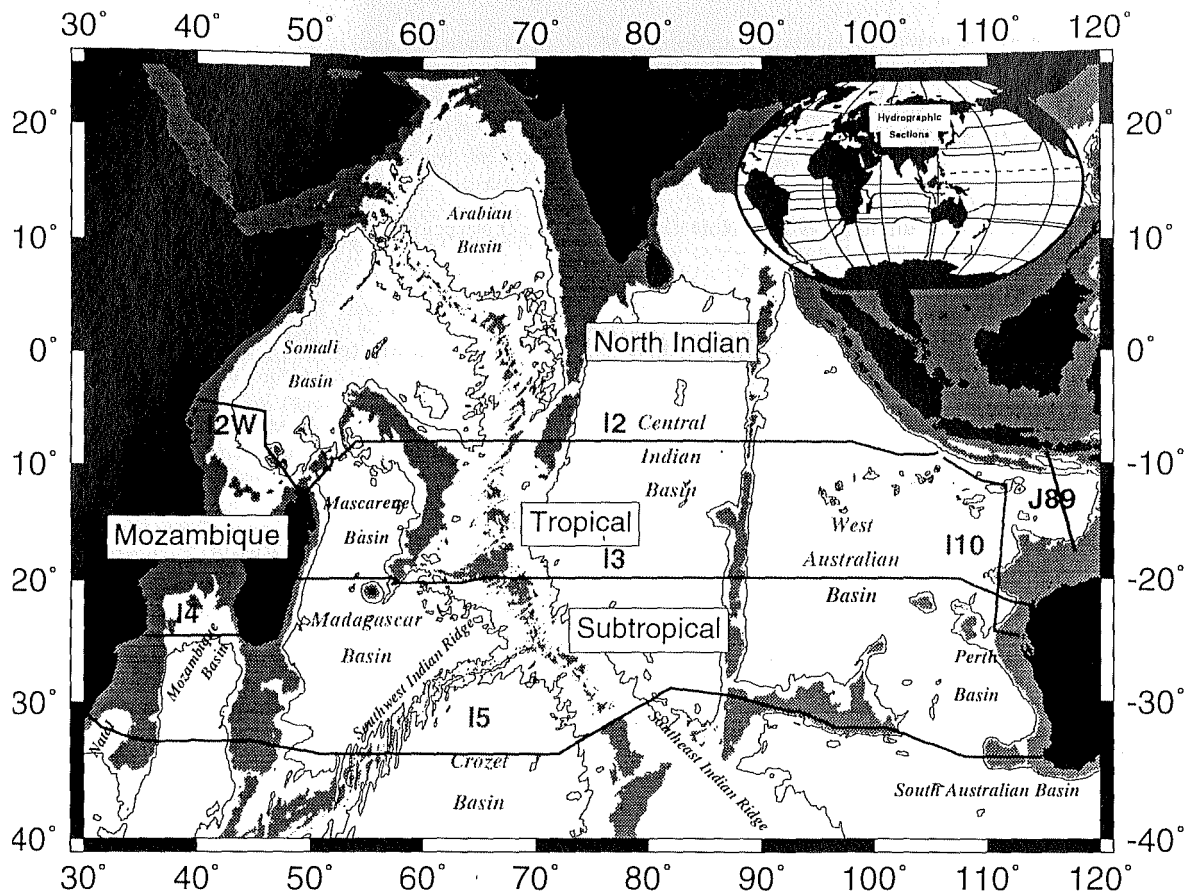 30° 40° 50° 60° 70° 80° 90° 100° 110° 120°
20° 20°
Hydrographic
Sections
Arabian
Basin
10° 10°
0° 0°
Somali
Basin
North Indian
2W
I2 Central
Indian
Basin
-10° -10°
Mascarene
Basin
J89
Mozambique
Tropical
West
Australian
Basin
I3
I10
-20° -20°
I4
Madagascar
Basin
Subtropical
Mozambique
Basin
Southwest Indian Ridge
Perth
Basin
-30° -30°
Natal
I5
Southeast Indian Ridge
Crozet
Basin
South Australian Basin
-40° -40°
30° 40° 50° 60° 70° 80° 90° 100° 110° 120°